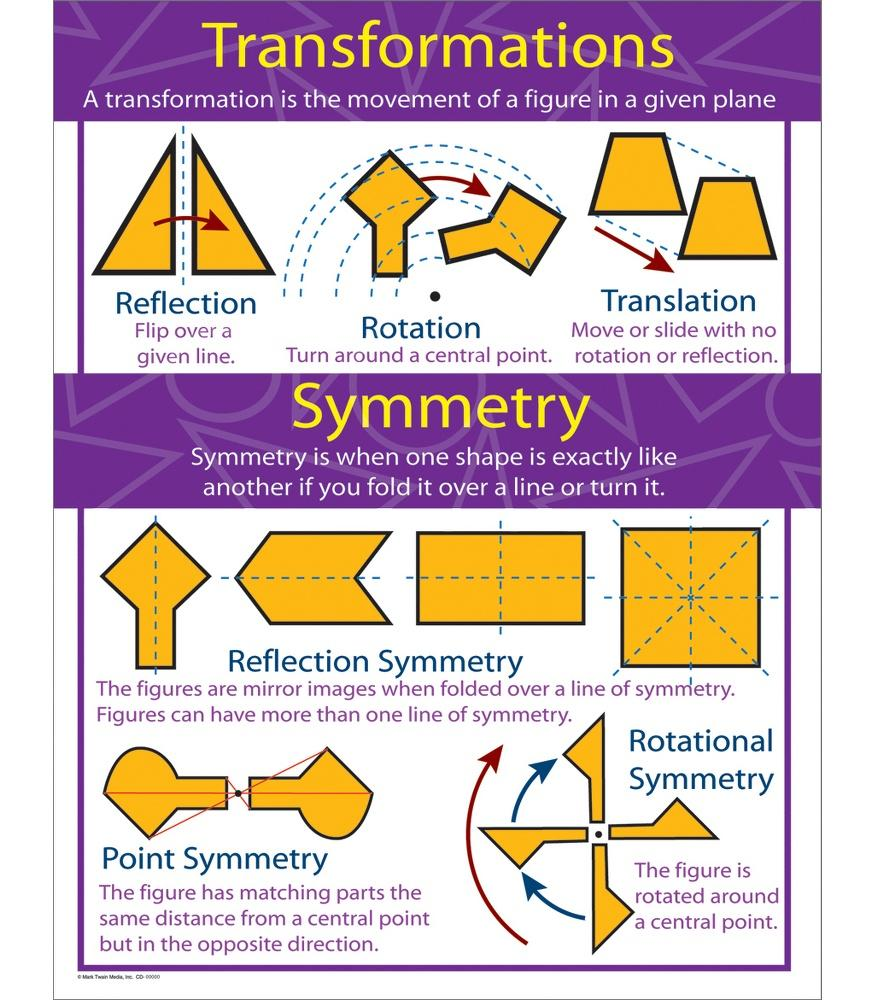 Transformations
A transformation is the movement of a figure in a given plane
Reflection
Flip over a
given line.
Rotation
Turn around a central point.
Translation
Move or slide with no
rotation or reflection.
Symmetry
Symmetry is when one shape is exactly like
another if you fold it over a line or turn it.
Reflection Symmetry
The figures are mirror images when folded over a line of symmetry.
Figures can have more than one line of symmetry.
Point Symmetry
The figure has matching parts the
same distance from a central point
but in the opposite direction.
Rotational
Symmetry
The figure is
rotated around
a central point.
© Mark Twain Media, Inc. CD- 00000